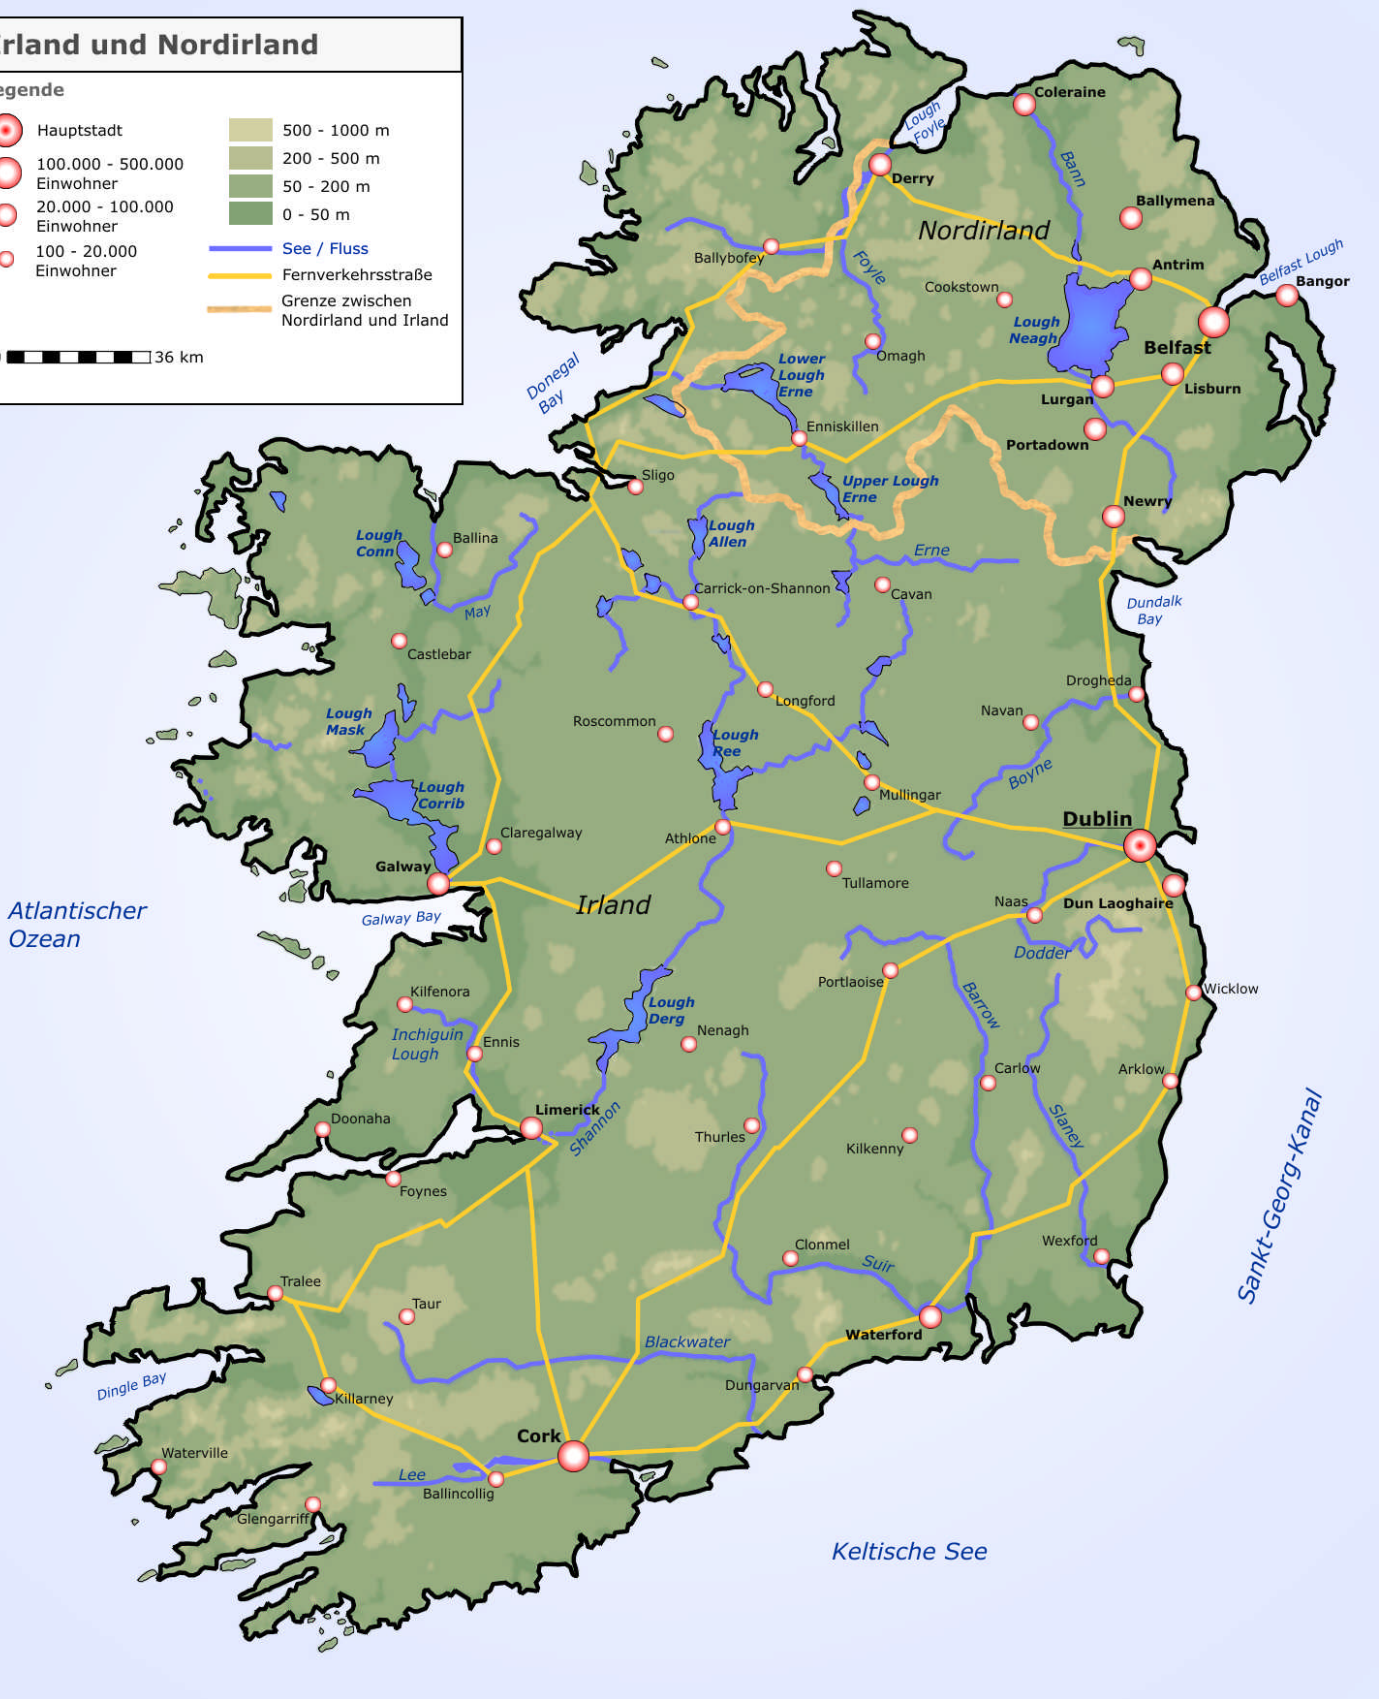 Irland und Nordirland
egende
Hauptstadt
100.000 - 500.000
Einwohner
20.000 - 100.000
Einwohner
100 - 20.000
Einwohner
500 - 1000 m
200 - 500 m
50 - 200 m
0 - 50 m
See / Fluss
Fernverkehrsstraße
Grenze zwischen
Nordirland und Irland
36 km
Coleraine
Lough
Foyle
Bann
Derry
Ballymena
Nordirland
Ballybofey
Foyle
Antrim
Belfast Lough
Bangor
Cookstown
Lough
Neagh
Belfast
Omagh
Lower
Lough
Erne
Donegal
Bay
Lurgan
Lisburn
Enniskillen
Portadown
Sligo
Upper Lough
Erne
Newry
Lough
Conn
Ballina
Lough
Allen
Erne
Carrick-on-Shannon
Cavan
May
Dundalk
Bay
Castlebar
Drogheda
Longford
Lough
Mask
Roscommon
Navan
Lough
Ree
Boyne
Lough
Corrib
Mullingar
Dublin
Claregalway
Athlone
Galway
Tullamore
Irland
Naas
Dun Laoghaire
Atlantischer
Ozean
Galway Bay
Dodder
Portlaoise
Wicklow
Kilfenora
Lough
Derg
Barrow
Inchiguin
Lough
Ennis
Nenagh
Carlow
Arklow
Limerick
Doonaha
Shannon
Thurles
Kilkenny
Slaney
Sankt-Georg-Kanal
Foynes
Clonmel
Suir
Wexford
Tralee
Taur
Waterford
Blackwater
Dingle Bay
Killarney
Dungarvan
Cork
Waterville
Lee
Ballincollig
Glengarriff
Keltische See